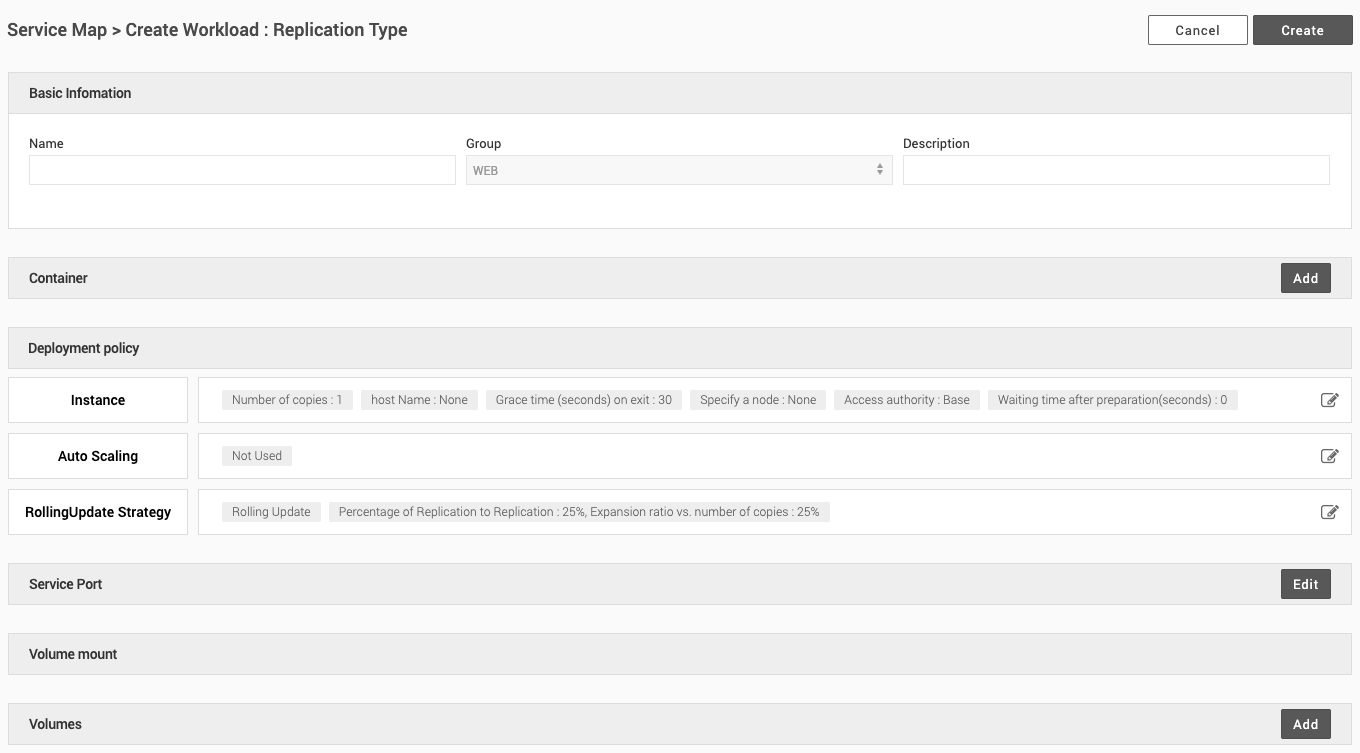 Service Map > Create Workload : Replication Type
Cancel
Create
Basic Infomation
Name
Group
Description
WEB
Container
Add
Deployment policy
Instance
Number of copies : 1
host Name : None
Grace time (seconds) on exit : 30
Specify a node : None
Access authority : Base
Waiting time after preparation(seconds) : 0
Auto Scaling
Not Used
RollingUpdate Strategy
Rolling Update
Percentage of Replication to Replication : 25%, Expansion ratio vs. number of copies : 25%
Service Port
Edit
Volume mount
Volumes
Add